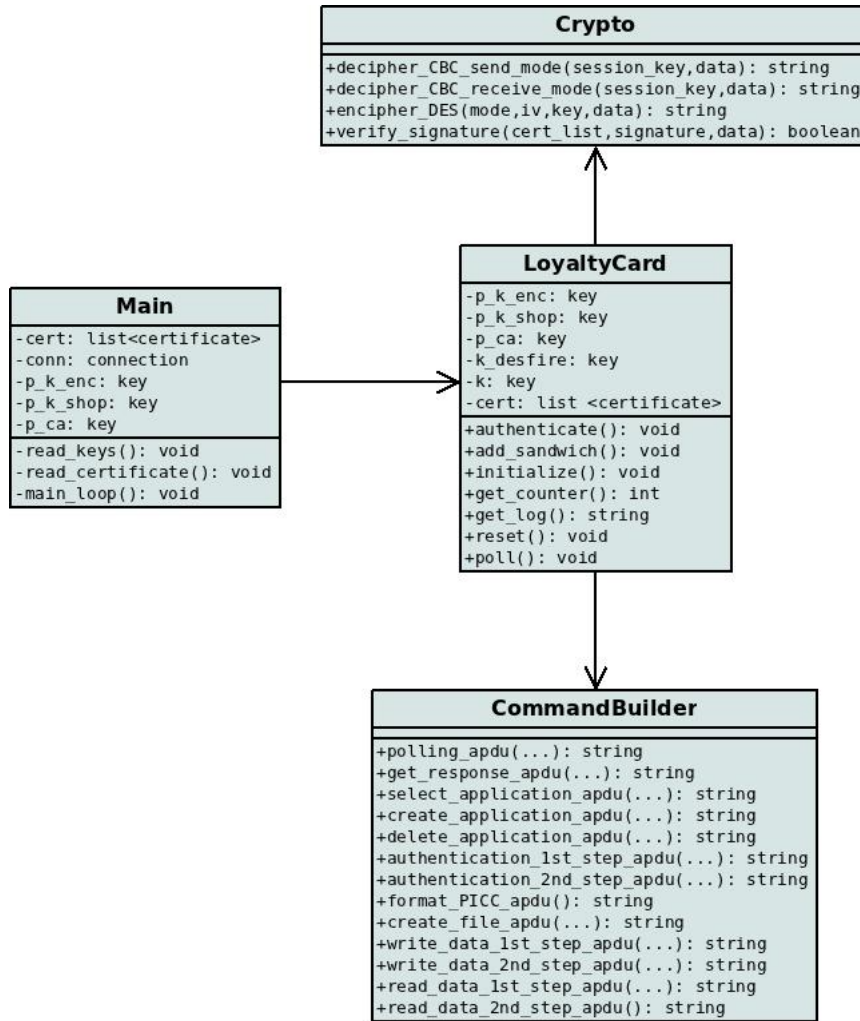 Crypto
+decipher_CBC_send_mode(session_key,data): string
+decipher_CBC_receive_mode(session_key,data): string
+encipher_DES(mode,iv,key,data): string
+verify_signature(cert_list,signature,data): boolean
Main
-cert: list<certificate>
-conn: connection
-p_k_enc: key
-p_k_shop: key
-p_ca: key
-read_keys(): void
-read_certificate(): void
-main_loop(): void
LoyaltyCard
-p_k_enc: key
-p_k_shop: key
-p_ca: key
-k_desfire: key
-k: key
-cert: list <certificate>
+authenticate(): void
+add_sandwich(): void
+initialize(): void
+get_counter(): int
+get_log(): string
+reset(): void
+poll(): void
CommandBuilder
+polling_apdu(...): string
+get_response_apdu(...): string
+select_application_apdu(...): string
+create_application_apdu(...): string
+delete_application_apdu(...): string
+authentication_1st_step_apdu(...): string
+authentication_2nd_step_apdu(...): string
+format_PICC_apdu(): string
+create_file_apdu(...): string
+write_data_1st_step_apdu(...): string
+write_data_2nd_step_apdu(...): string
+read_data_1st_step_apdu(...): string
+read_data_2nd_step_apdu(): string